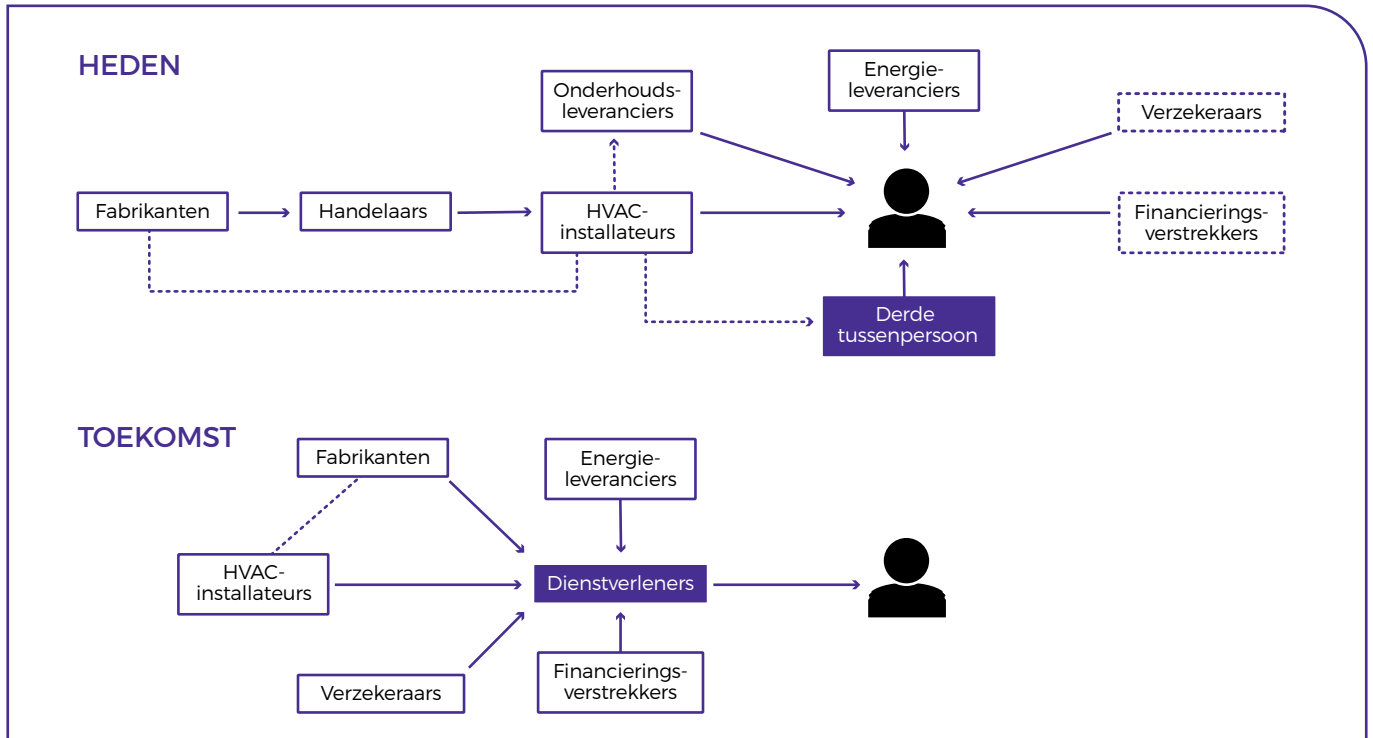 HEDEN
Onderhouds-
leveranciers
Energie-
leveranciers
Verzekeraars
Fabrikanten
Handelaars
HVAC-
installateurs
Financierings-
verstrekkers
Derde
tussenpersoon
TOEKOMST
Fabrikanten
Energie-
leveranciers
HVAC-
installateurs
Dienstverleners
Verzekeraars
Financierings-
verstrekkers